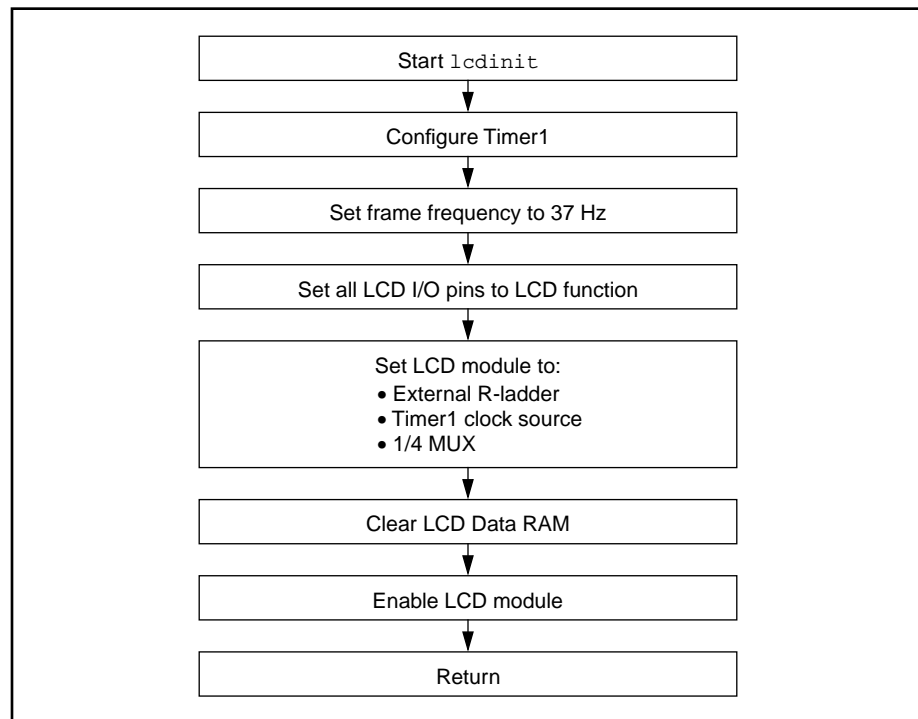 Start lcdinit
Configure Timer1
Set frame frequency to 37 Hz
Set all LCD I/O pins to LCD function
Set LCD module to:
• External R-ladder
• Timer1 clock source
• 1/4 MUX
Clear LCD Data RAM
Enable LCD module
Return